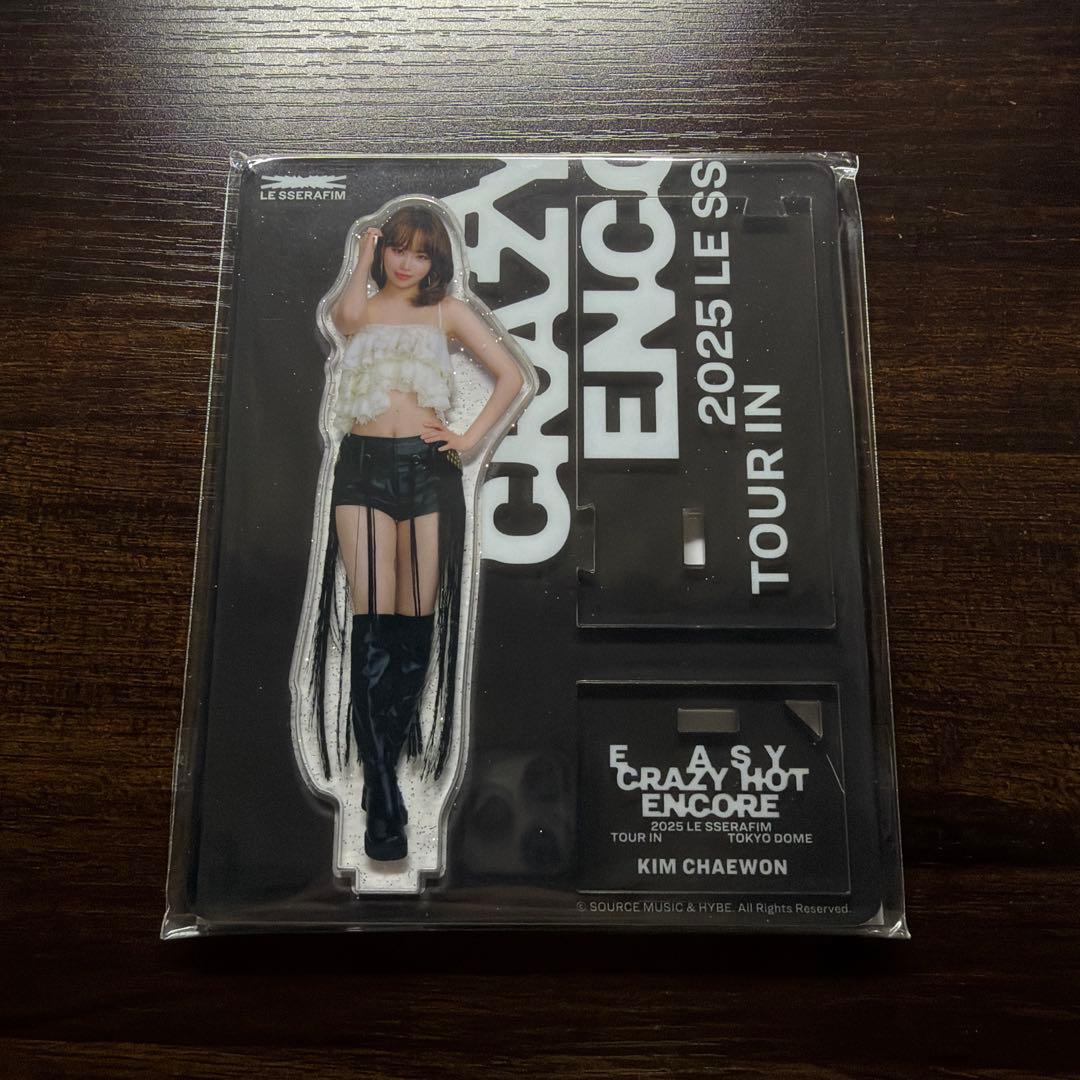 LE SSERAFIM
CRAZY
ENCO
2025 LE SS
TOUR IN
E ASY
CRAZY HOT
ENCORE
2025 LE SSERAFIM
TOUR IN TOKYO DOME
KIM CHAEWON
© SOURCE MUSIC & HYBE. All Rights Reserved.